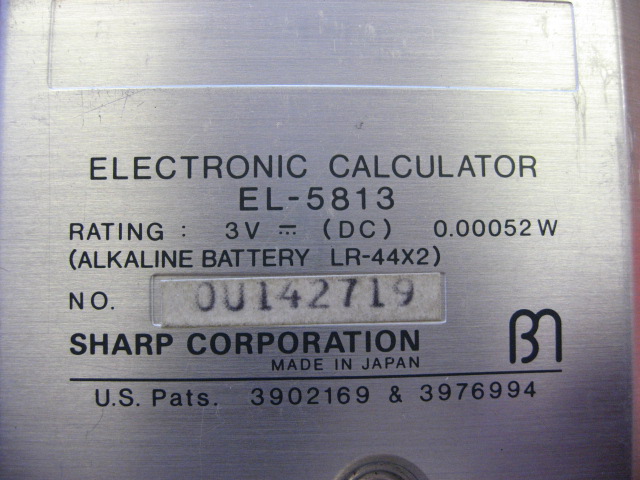 ELECTRONIC CALCULATOR
EL-5813
RATING : 3V ⎓ (DC) 0.00052W
(ALKALINE BATTERY LR-44X2)
NO. 0U142719
SHARP CORPORATION
MADE IN JAPAN
U.S. Pats. 3902169 & 3976994